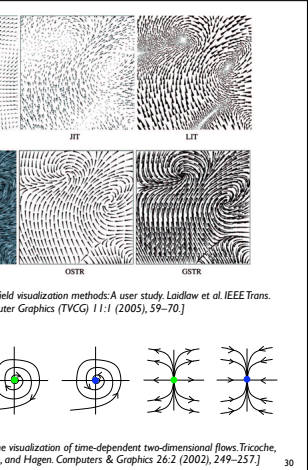 JIT LIT
OSTR GSTR
ield visualization methods: A user study. Laidlaw et al. IEEE Trans.
uter Graphics (TVCG) 11:1 (2005), 59–70.]
he visualization of time-dependent two-dimensional flows. Tricoche,
, and Hagen. Computers & Graphics 26:2 (2002), 249–257.]
30